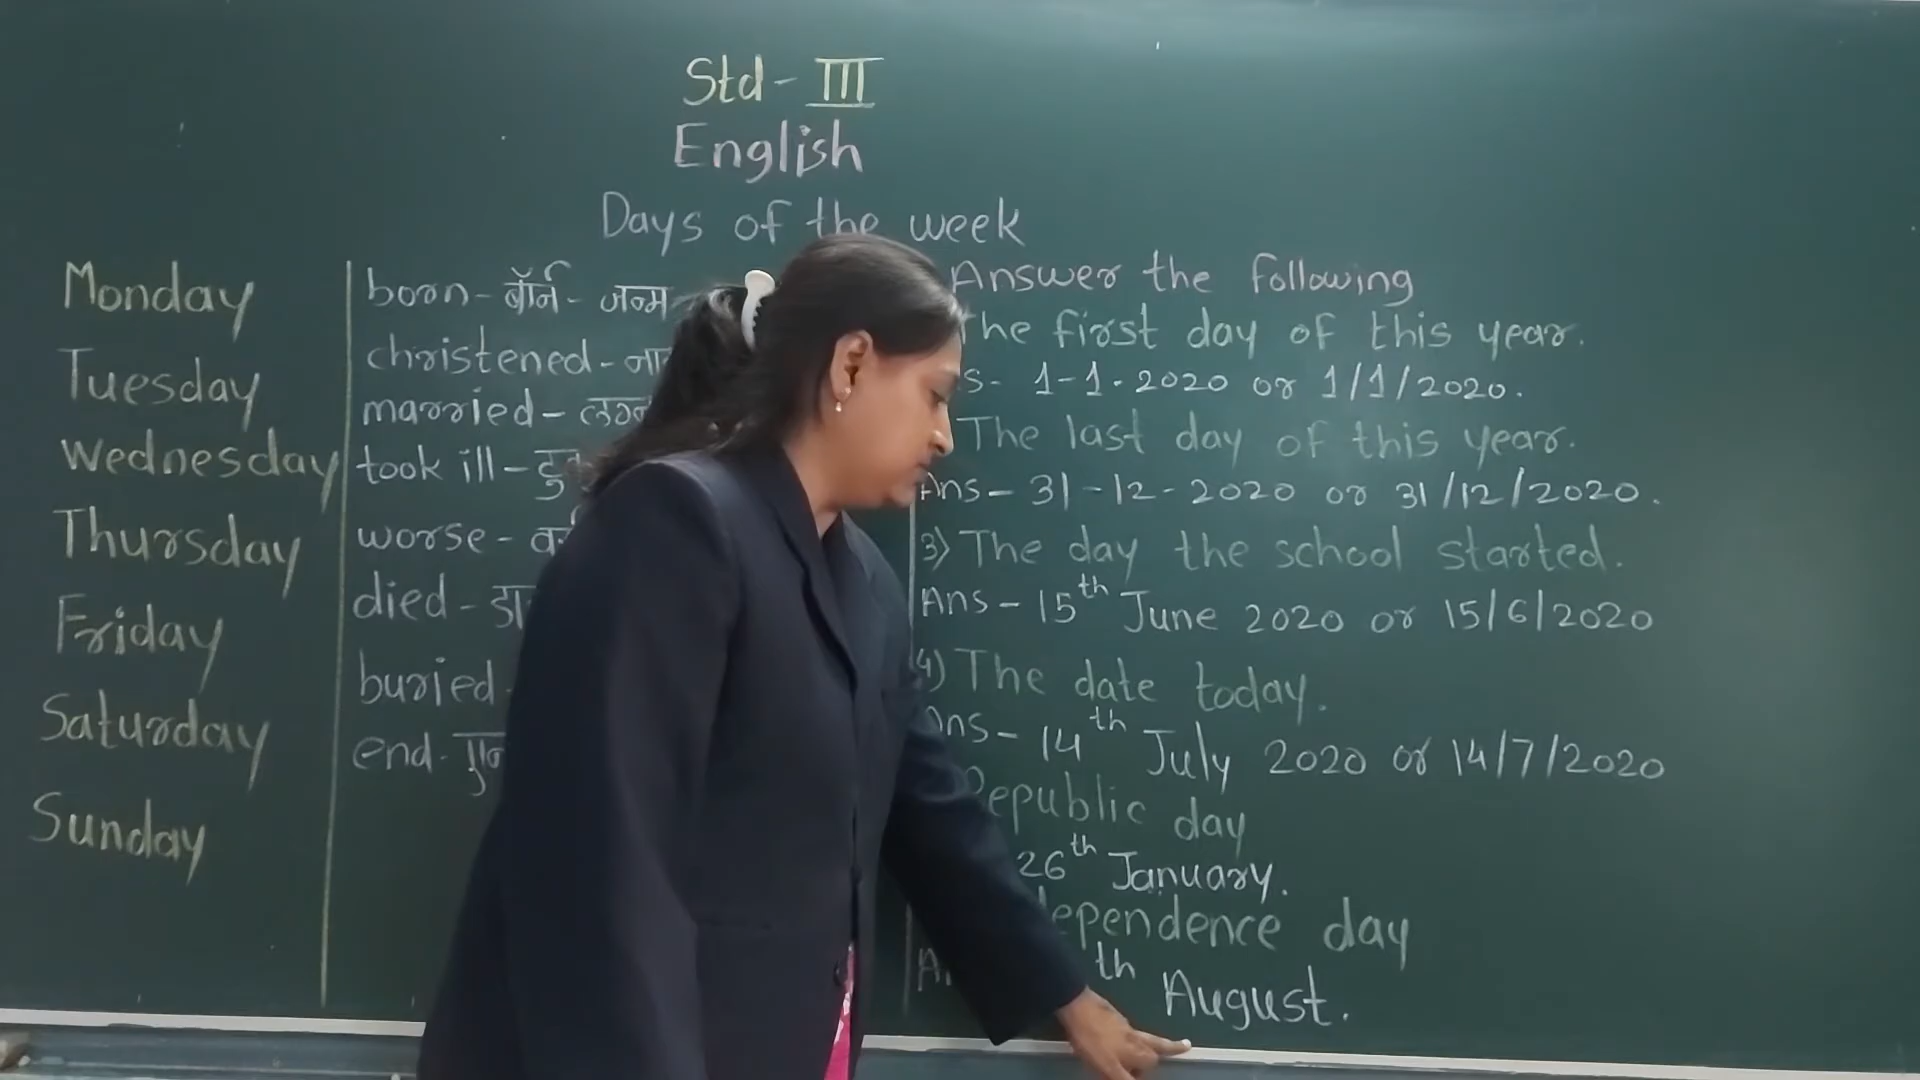 Std- III
English
Days of the week
Monday
Tuesday
Wednesday
Thursday
Friday
Saturday
Sunday
born- बॉर्न - जन्म
christened-
married-
took ill-
worse-
died-
buried-
end-
Answer the following
The first day of this year.
1-1-2020 or 1/1/2020.
The last day of this year.
Ans- 31-12-2020 or 31/12/2020.
3) The day the school started.
Ans- 15th June 2020 or 15/6/2020
4) The date today.
Ans- 14th July 2020 or 14/7/2020
Republic day
26th January.
dependence day
th August.